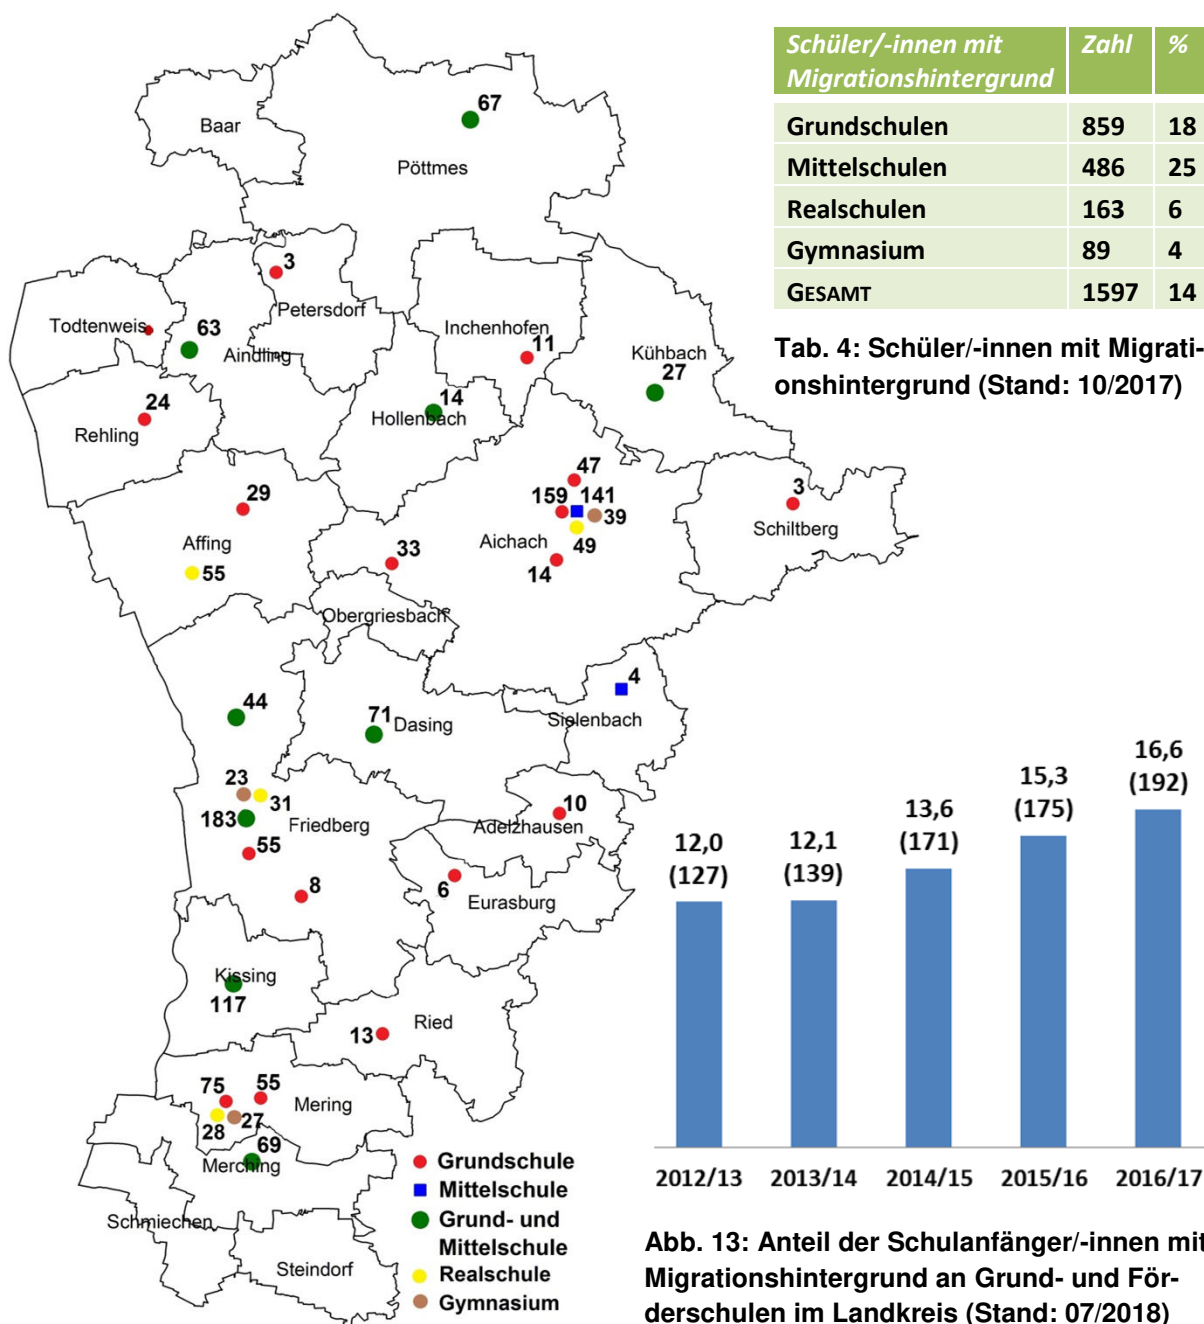 Schüler/-innen mit Migrationshintergrund Zahl %
Grundschulen 859 18
Mittelschulen 486 25
Realschulen 163 6
Gymnasium 89 4
GESAMT 1597 14
Tab. 4: Schüler/-innen mit Migrati-
onshintergrund (Stand: 10/2017)
Baar
67
Pöttmes
3
Petersdorf
Todtenweis
63
Aindling
Inchenhofen
11
Kühbach
27
24
Rehling
14
Hollenbach
29
Affing
55
47
159 141
39
Aichach
49
14
33
3
Schiltberg
Obergriesbach
4
Sielenbach
44
71
Dasing
23
31
183
Friedberg
55
8
10
Adelzhausen
6
Eurasburg
Kissing
117
13
Ried
75
55
Mering
28
27
69
Merching
Schmiechen
Steindorf
Grundschule
Mittelschule
Grund- und
Mittelschule
Realschule
Gymnasium
12,0
(127)
12,1
(139)
13,6
(171)
15,3
(175)
16,6
(192)
2012/13 2013/14 2014/15 2015/16 2016/17
Abb. 13: Anteil der Schulanfänger/-innen mit
Migrationshintergrund an Grund- und För-
derschulen im Landkreis (Stand: 07/2018)